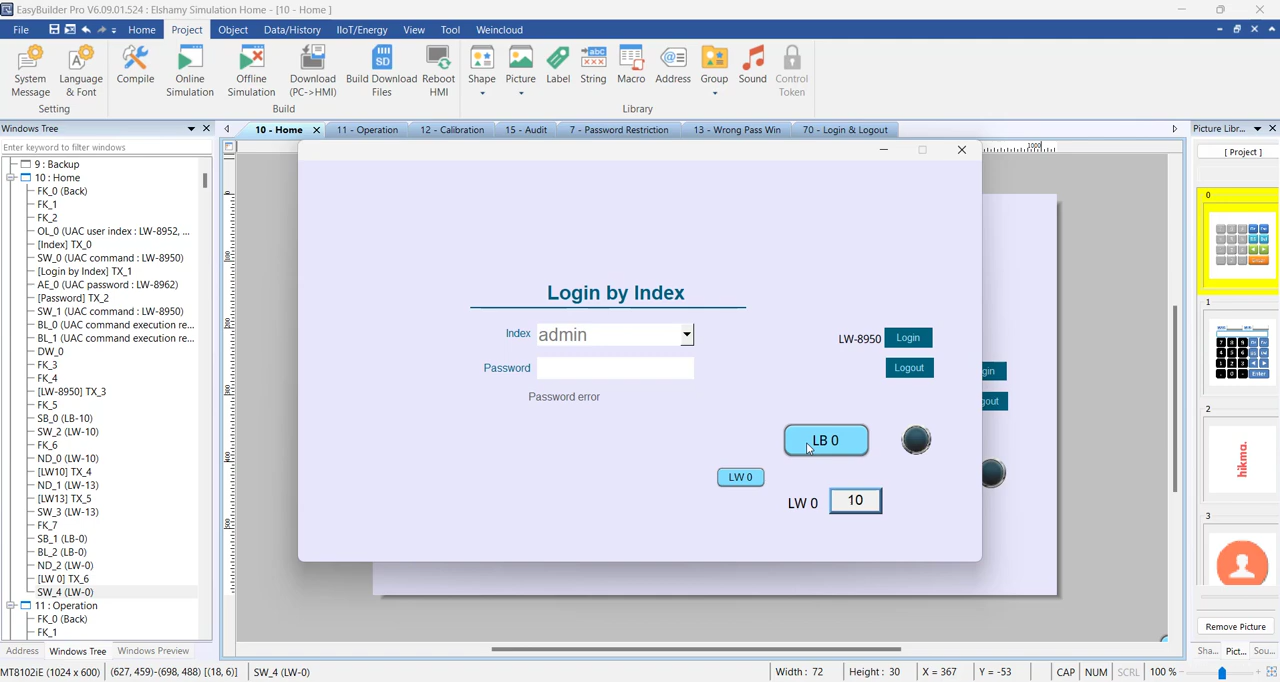 EasyBuilder Pro V6.09.01.524 : Elshamy Simulation Home - [10 - Home ]
File Home Project Object Data/History IIoT/Energy View Tool Weincloud
System Message
Language & Font
Compile
Online Simulation
Offline Simulation
Download (PC->HMI)
Build Download Files
Reboot HMI
Shape
Picture
Label
String
Macro
Address
Group
Sound
Control Token
Setting Build Library
Windows Tree
Enter keyword to filter windows
9 : Backup
10 : Home
FK_0 (Back)
FK_1
FK_2
OL_0 (UAC user index : LW-8952, ...
[Index] TX_0
SW_0 (UAC command : LW-8950)
[Login by Index] TX_1
AE_0 (UAC password : LW-8962)
[Password] TX_2
SW_1 (UAC command : LW-8950)
BL_0 (UAC command execution re...
BL_1 (UAC command execution re...
DW_0
FK_3
FK_4
[LW-8950] TX_3
FK_5
SB_0 (LB-10)
SW_2 (LW-10)
FK_6
ND_0 (LW-10)
[LW10] TX_4
ND_1 (LW-13)
[LW13] TX_5
SW_3 (LW-13)
FK_7
SB_1 (LB-0)
BL_2 (LB-0)
ND_2 (LW-0)
[LW 0] TX_6
SW_4 (LW-0)
11 : Operation
FK_0 (Back)
FK_1
Address Windows Tree Windows Preview
10 - Home 11 - Operation 12 - Calibration 15 - Audit 7 - Password Restriction 13 - Wrong Pass Win 70 - Login & Logout
1000
Login by Index
Index admin
Password
Password error
LW-8950 Login
Logout
gin
gout
LB 0
LW 0
LW 0 10
Picture Libr...
[ Project ]
0
1
2
hikma.
3
Remove Picture
Sha... Pict... Sou...
MT8102iE (1024 x 600) (627, 459)-(698, 488) [(18, 6)] SW_4 (LW-0) Width : 72 Height : 30 X = 367 Y = -53 CAP NUM SCRL 100 %